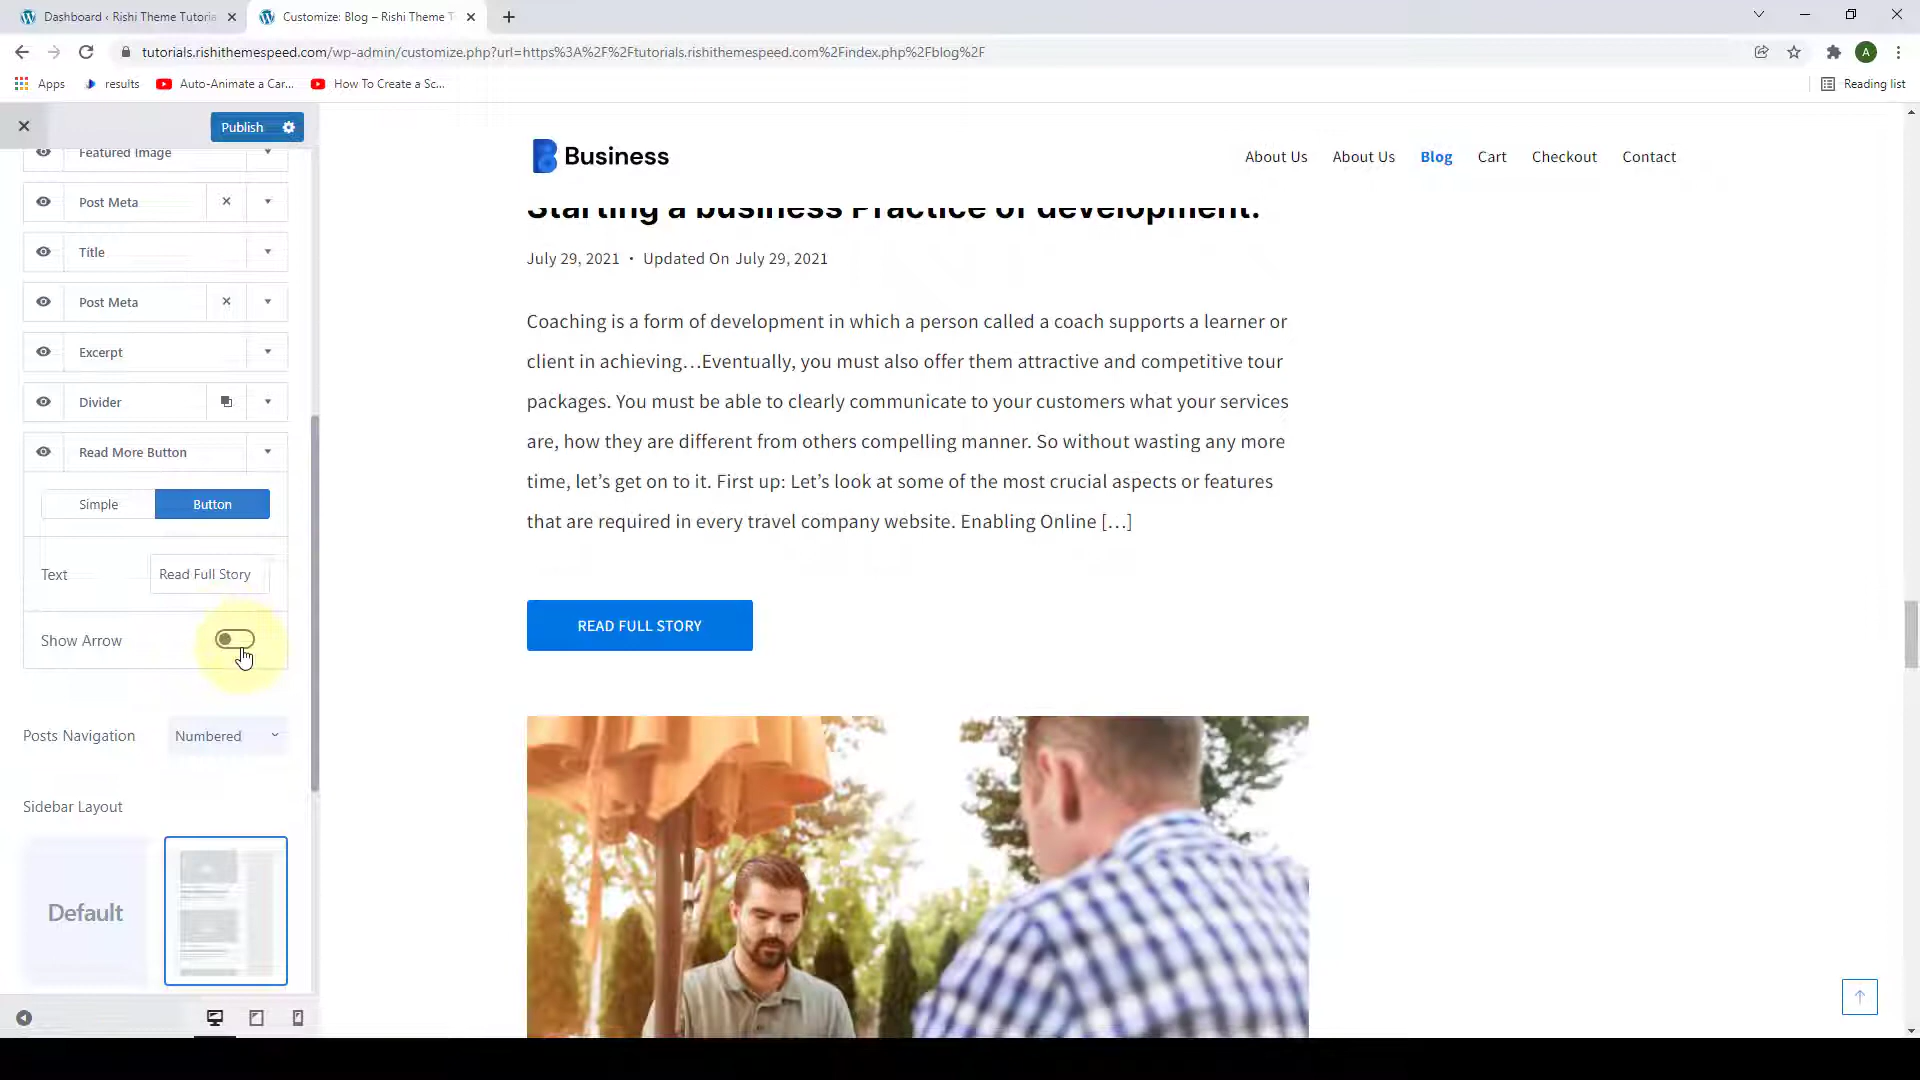 Dashboard ‹ Rishi Theme Tutoria
Customize: Blog – Rishi Theme T
tutorials.rishithemespeed.com/wp-admin/customize.php?url=https%3A%2F%2Ftutorials.rishithemespeed.com%2Findex.php%2Fblog%2F
A
Apps
results
Auto-Animate a Car...
How To Create a Sc...
Reading list
Publish
Featured Image
Post Meta
Title
Post Meta
Excerpt
Divider
Read More Button
Simple
Button
Text
Read Full Story
Show Arrow
Posts Navigation
Numbered
Sidebar Layout
Default
B Business
About Us
About Us
Blog
Cart
Checkout
Contact
Starting a business Practice of development.
July 29, 2021 • Updated On July 29, 2021
Coaching is a form of development in which a person called a coach supports a learner or
client in achieving…Eventually, you must also offer them attractive and competitive tour
packages. You must be able to clearly communicate to your customers what your services
are, how they are different from others compelling manner. So without wasting any more
time, let’s get on to it. First up: Let’s look at some of the most crucial aspects or features
that are required in every travel company website. Enabling Online […]
READ FULL STORY